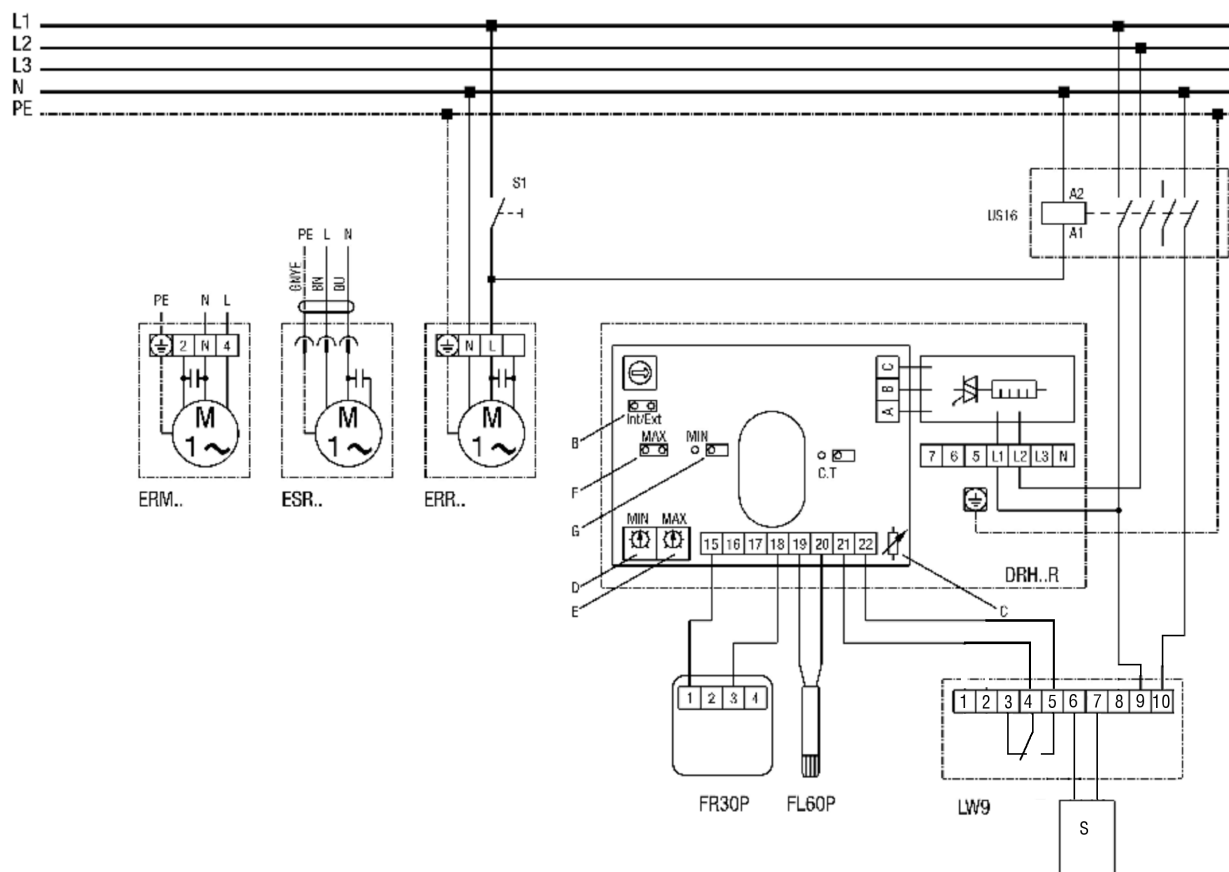 L1
L2
L3
N
PE
S1
A2
US16
A1
PE L N
GNYE BN BU
PE N L
2 N 4
N L
M
1
M
1
M
1
ERM..
ESR..
ERR..
Int/Ext
MAX MIN
C.T
MIN MAX
B
F
G
D
E
C
B
A
7 6 5 L1 L2 L3 N
15 16 17 18 19 20 21 22
DRH..R
C
1 2 3 4
FR30P
FL60P
1 2 3 4 5 6 7 8 9 10
LW9
S